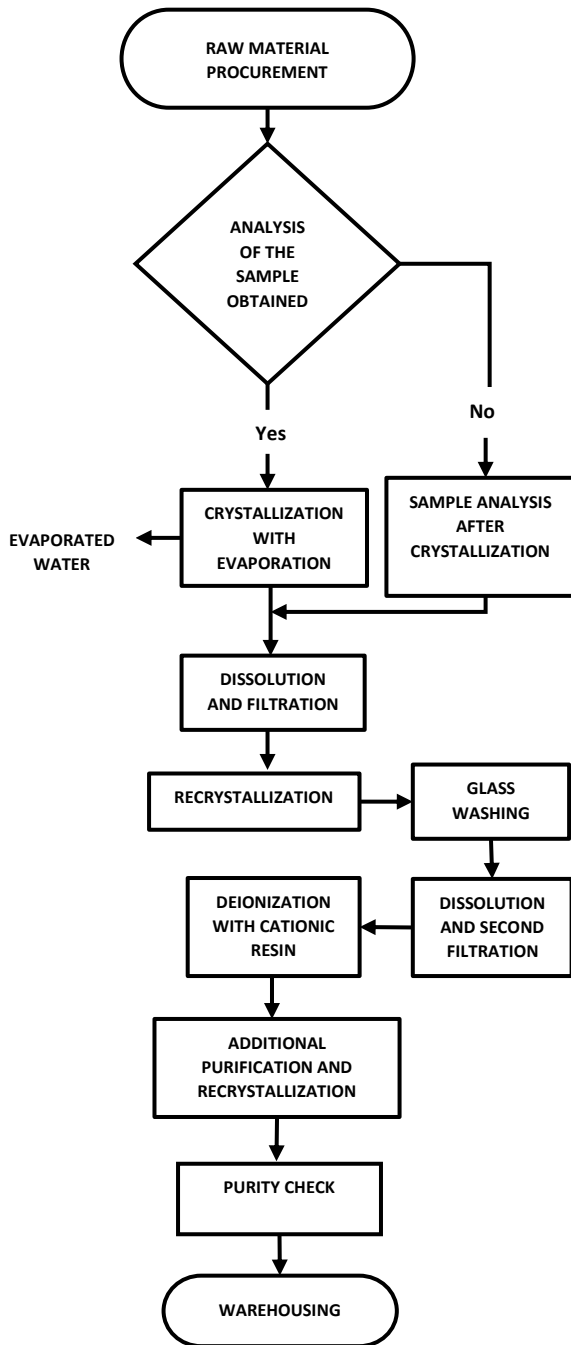 RAW MATERIAL
PROCUREMENT
ANALYSIS
OF THE
SAMPLE
OBTAINED
Yes
No
CRYSTALLIZATION
WITH
EVAPORATION
SAMPLE ANALYSIS
AFTER
CRYSTALLIZATION
EVAPORATED
WATER
DISSOLUTION
AND FILTRATION
RECRYSTALLIZATION
GLASS
WASHING
DISSOLUTION
AND SECOND
FILTRATION
DEIONIZATION
WITH CATIONIC
RESIN
ADDITIONAL
PURIFICATION AND
RECRYSTALLIZATION
PURITY CHECK
WAREHOUSING